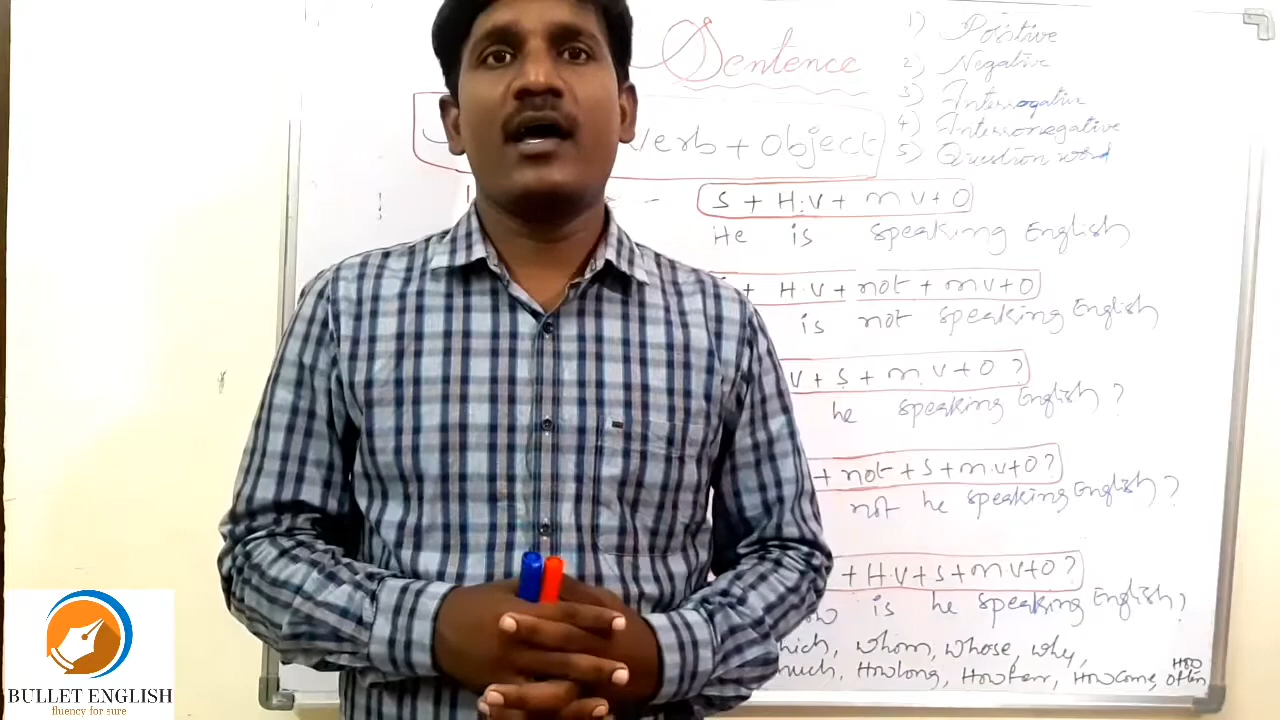 Sentence
1) Positive
2) Negative
3) Interrogative
4) Interronegative
5) Question word
verb + object
S + H.V + m v + O
He is speaking English
+ H.V + not + m v + O
is not speaking English
v + S + m.v + O ?
he speaking English ?
+ not + S + m.v + O ?
not he speaking English ?
+ H.V + S + m v + O ?
is he speaking English ?
whom, whose, why,
much, How long, How far, How come, How often
BULLET ENGLISH
fluency for sure